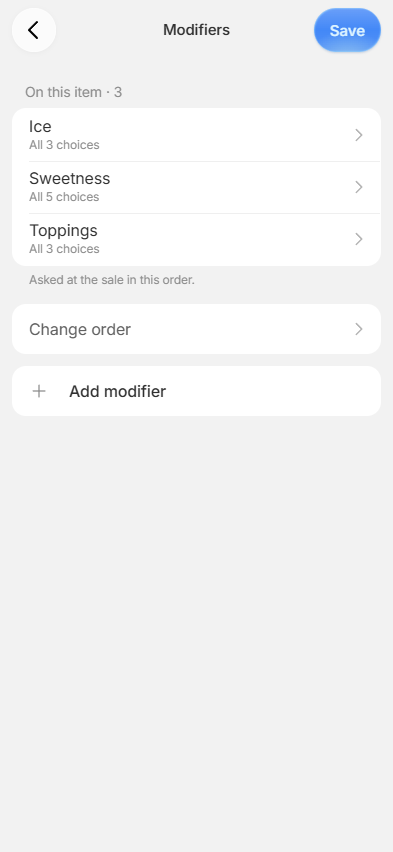 Modifiers
Save
On this item · 3
Ice
All 3 choices
Sweetness
All 5 choices
Toppings
All 3 choices
Asked at the sale in this order.
Change order
Add modifier